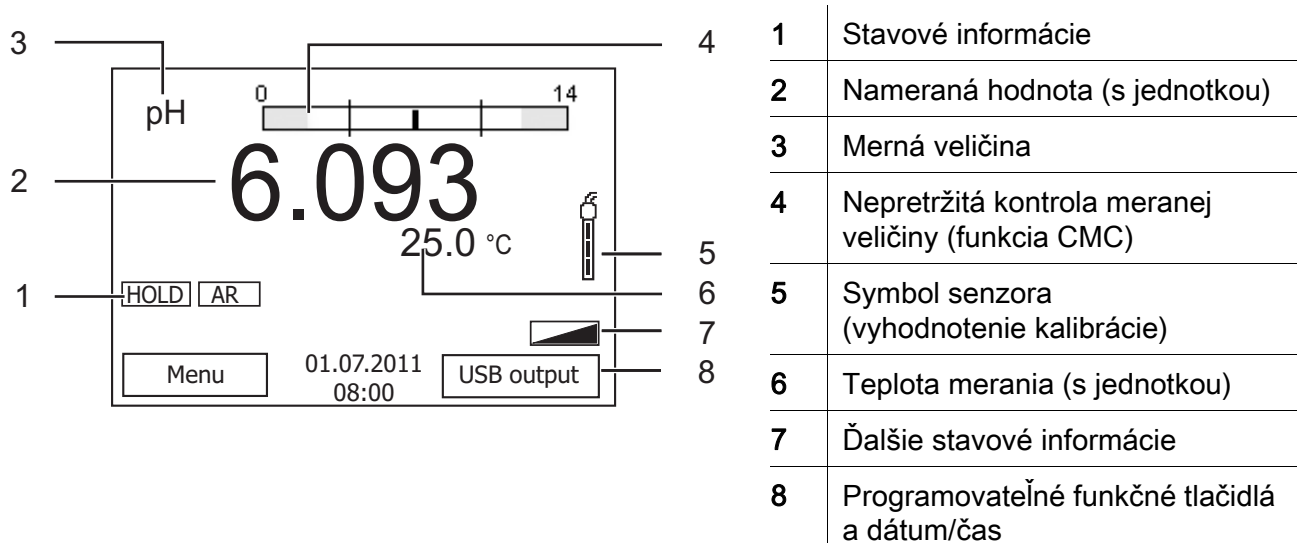 3
4
pH
0
14
2
6.093
25.0 °C
5
6
1
HOLD
AR
7
Menu
01.07.2011
08:00
USB output
8
1 Stavové informácie
2 Nameraná hodnota (s jednotkou)
3 Merná veličina
4 Nepretržitá kontrola meranej
veličiny (funkcia CMC)
5 Symbol senzora
(vyhodnotenie kalibrácie)
6 Teplota merania (s jednotkou)
7 Ďalšie stavové informácie
8 Programovateľné funkčné tlačidlá
a dátum/čas